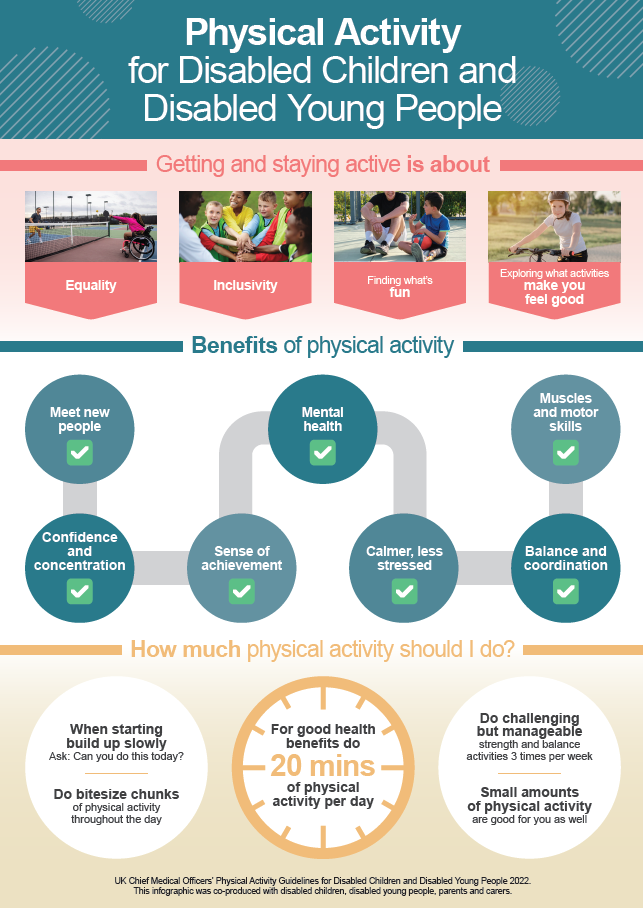 Physical Activity
for Disabled Children and
Disabled Young People
Getting and staying active is about
Equality
Inclusivity
Finding what's
fun
Exploring what activities
make you
feel good
Benefits of physical activity
Meet new
people
Mental
health
Muscles
and motor
skills
Confidence
and
concentration
Sense of
achievement
Calmer, less
stressed
Balance and
coordination
How much physical activity should I do?
When starting
build up slowly
Ask: Can you do this today?
Do bitesize chunks
of physical activity
throughout the day
For good health
benefits do
20 mins
of physical
activity per day
Do challenging
but manageable
strength and balance
activities 3 times per week
Small amounts
of physical activity
are good for you as well
UK Chief Medical Officers' Physical Activity Guidelines for Disabled Children and Disabled Young People 2022.
This infographic was co-produced with disabled children, disabled young people, parents and carers.